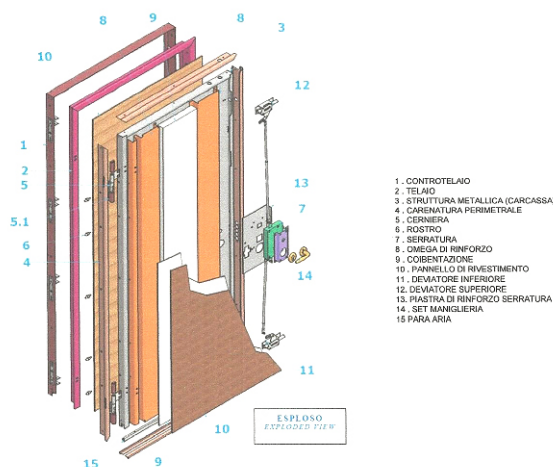 8
9
8
3
10
12
1
2
5
13
7
5.1
6
4
14
11
10
15
9
ESPLOSO
EXPLODED VIEW
1 . CONTROTELAIO
2 . TELAIO
3 . STRUTTURA METALLICA (CARCASSA)
4 . CARENATURA PERIMETRALE
5 . CERNIERA
6 . ROSTRO
7 . SERRATURA
8 . OMEGA DI RINFORZO
9 . COIBENTAZIONE
10 . PANNELLO DI RIVESTIMENTO
11 . DEVIATORE INFERIORE
12. DEVIATORE SUPERIORE
13. PIASTRA DI RINFORZO SERRATURA
14 . SET MANIGLIERIA
15 PARA ARIA